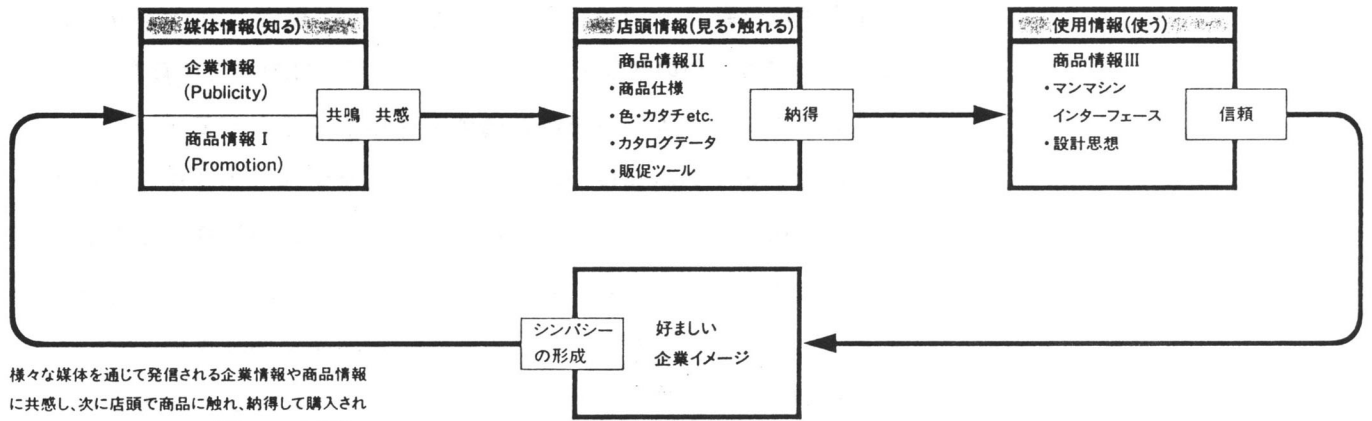 媒体情報(知る)
企業情報
(Publicity)
商品情報 I
(Promotion)
共鳴 共感
店頭情報(見る・触れる)
商品情報II
・商品仕様
・色・カタチetc.
・カタログデータ
・販促ツール
納得
使用情報(使う)
商品情報III
・マンマシン
インターフェース
・設計思想
信頼
好ましい
企業イメージ
シンパシー
の形成
様々な媒体を通じて発信される企業情報や商品情報
に共感し、次に店頭で商品に触れ、納得して購入され